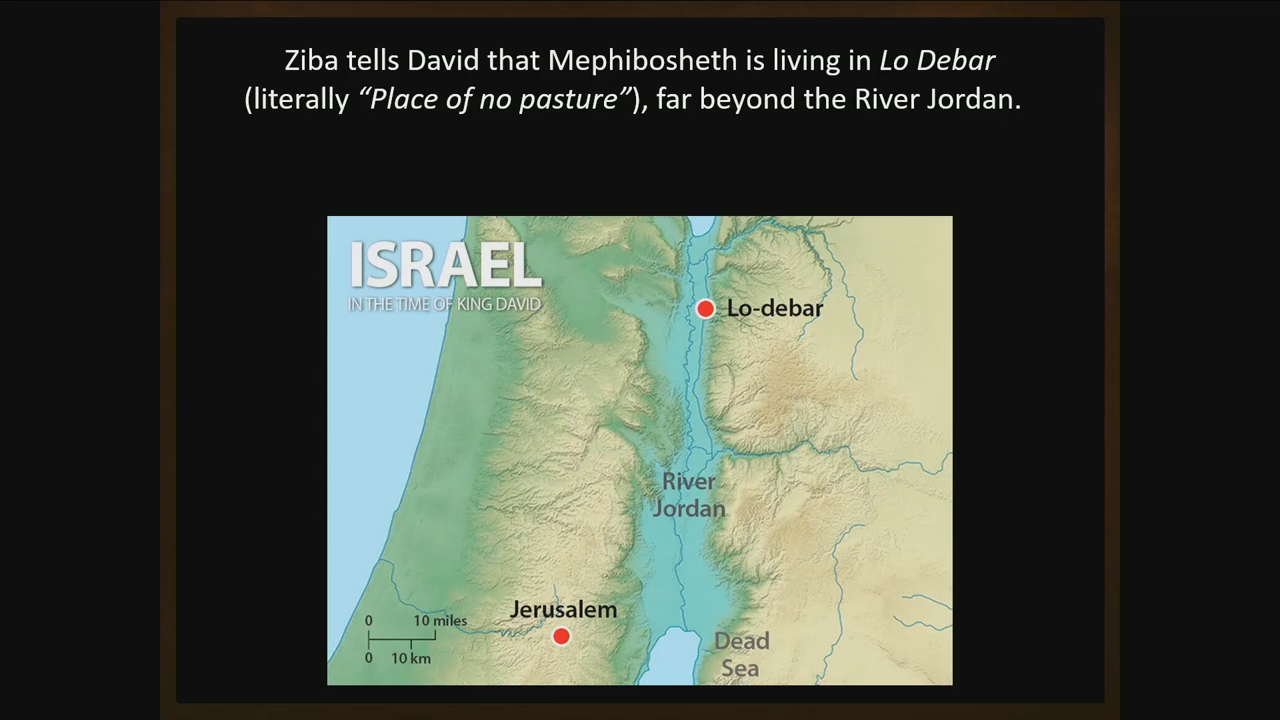 Ziba tells David that Mephibosheth is living in Lo Debar
(literally “Place of no pasture”), far beyond the River Jordan.
ISRAEL
IN THE TIME OF KING DAVID
Lo-debar
River
Jordan
Jerusalem
0 10 miles
0 10 km
Dead
Sea